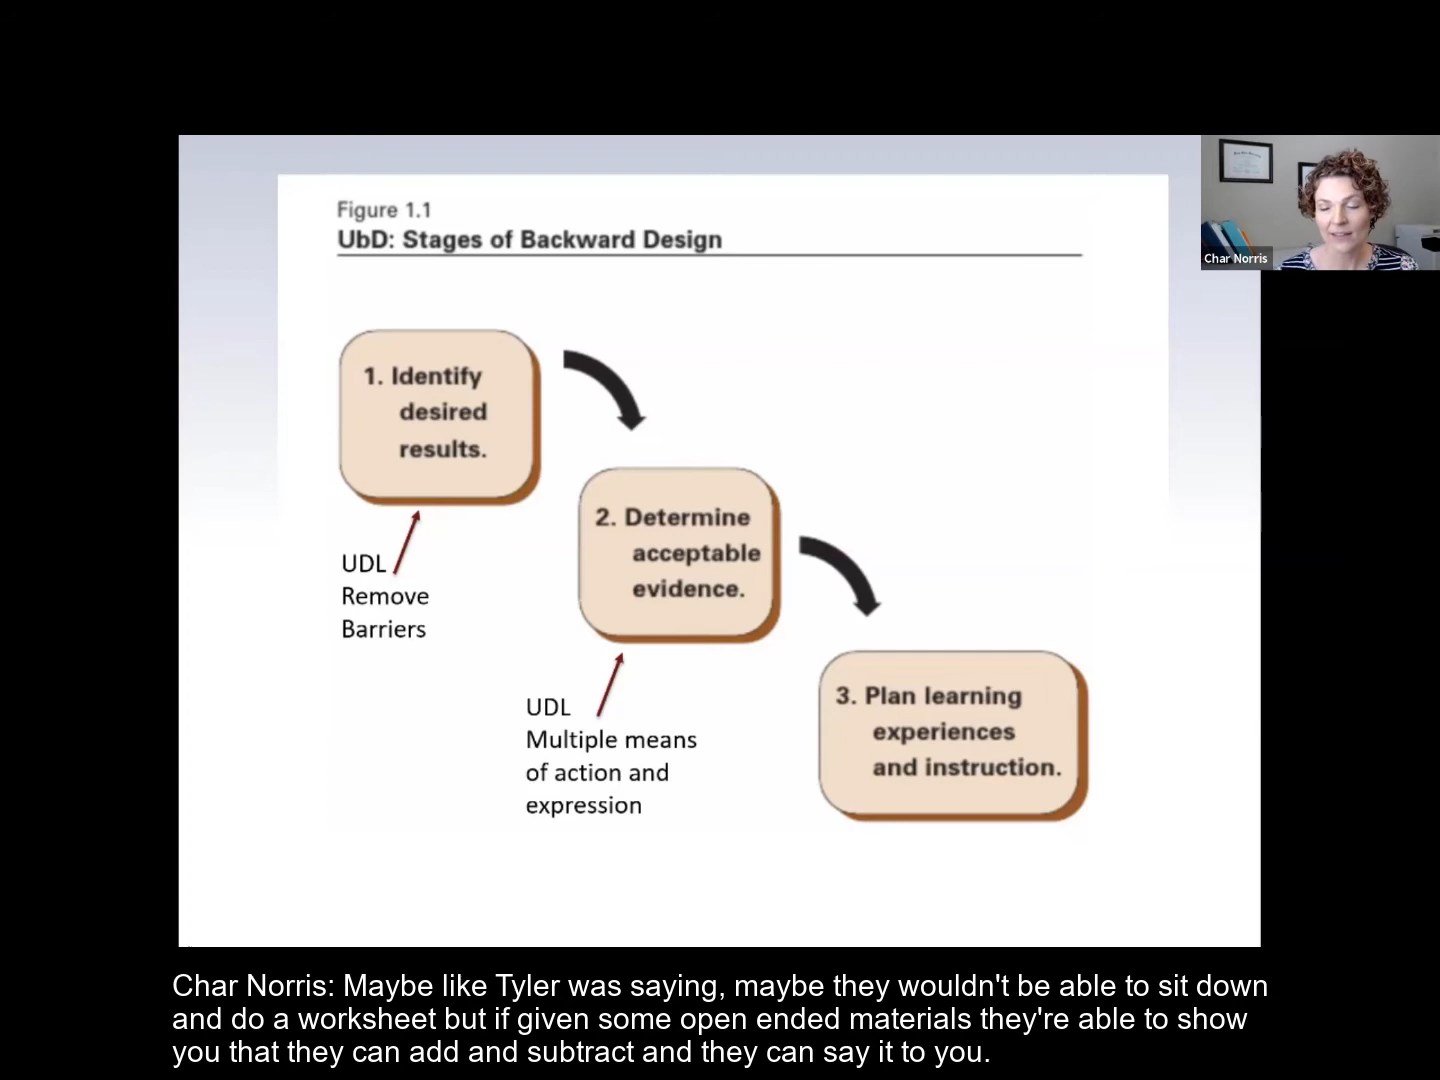 Figure 1.1
UbD: Stages of Backward Design
1. Identify
desired
results.
UDL
Remove
Barriers
2. Determine
acceptable
evidence.
UDL
Multiple means
of action and
expression
3. Plan learning
experiences
and instruction.
Char Norris
Char Norris: Maybe like Tyler was saying, maybe they wouldn't be able to sit down
and do a worksheet but if given some open ended materials they're able to show
you that they can add and subtract and they can say it to you.